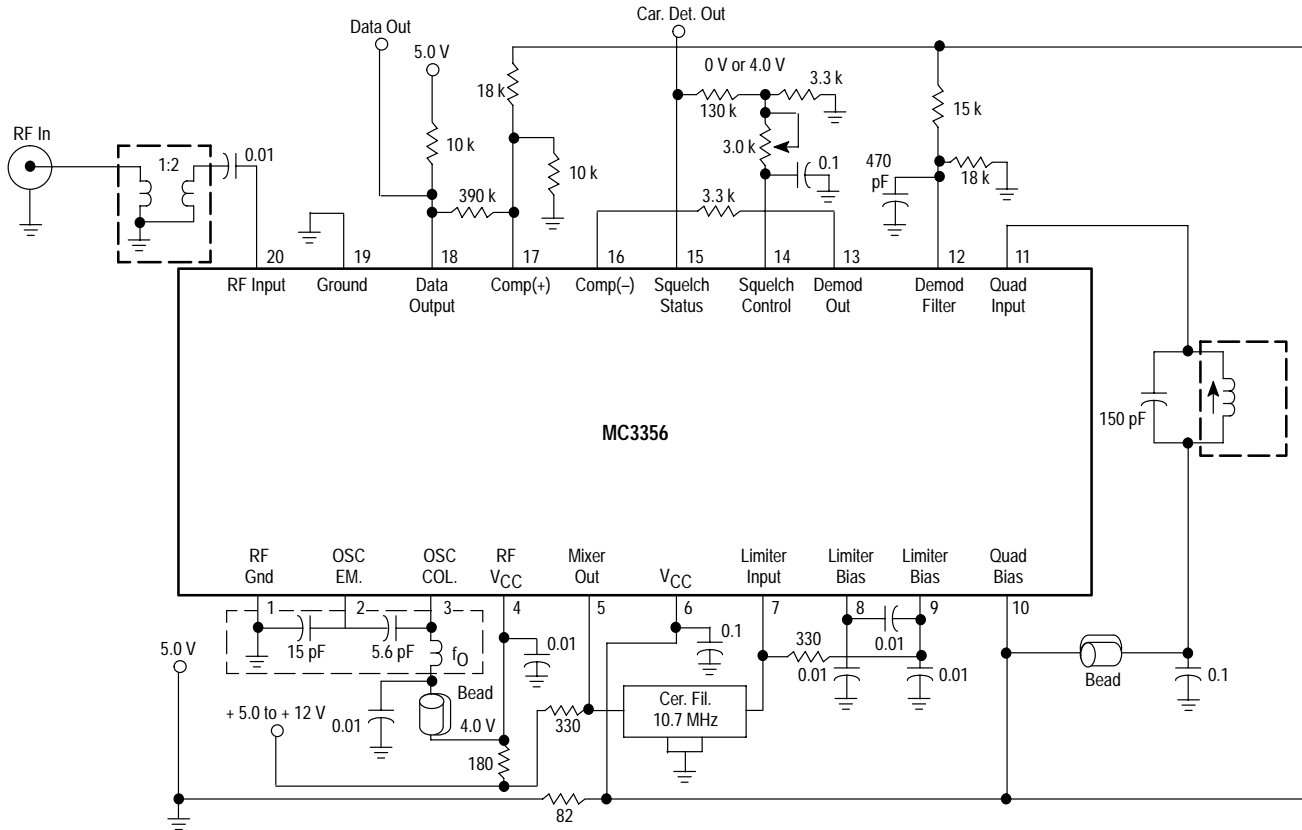 Car. Det. Out
Data Out
5.0 V
0 V or 4.0 V
3.3 k
18 k
130 k
15 k
RF In
1:2
0.01
10 k
3.0 k
0.1
470
pF
10 k
18 k
390 k
3.3 k
20
19
18
17
16
15
14
13
12
11
RF Input
Ground
Data
Output
Comp(+)
Comp(–)
Squelch
Status
Squelch
Control
Demod
Out
Demod
Filter
Quad
Input
150 pF
MC3356
RF
Gnd
OSC
EM.
OSC
COL.
RF
VCC
Mixer
Out
VCC
Limiter
Input
Limiter
Bias
Limiter
Bias
Quad
Bias
1
2
3
4
5
6
7
8
9
10
15 pF
5.6 pF
fO
0.01
0.1
330
0.01
0.01
0.01
5.0 V
Bead
Bead
0.1
+ 5.0 to + 12 V
0.01
4.0 V
330
Cer. Fil.
10.7 MHz
180
82